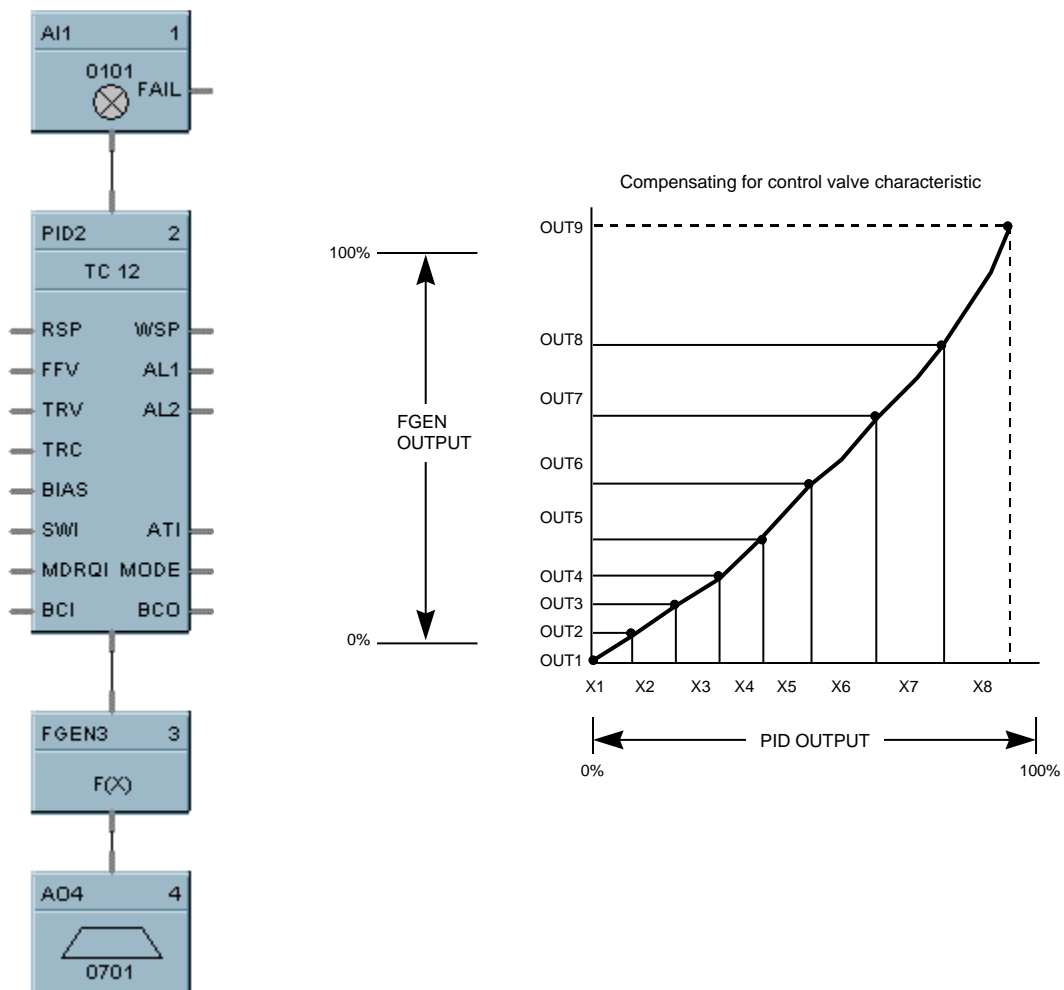 AI1 1
0101
FAIL
PID2 2
TC 12
RSP WSP
FFV AL1
TRV AL2
TRC
BIAS
SWI ATI
MDRQI MODE
BCI BCO
FGEN3 3
F(X)
AO4 4
0701
100%
FGEN
OUTPUT
0%
Compensating for control valve characteristic
OUT9
OUT8
OUT7
OUT6
OUT5
OUT4
OUT3
OUT2
OUT1
X1 X2 X3 X4 X5 X6 X7 X8
PID OUTPUT
0% 100%